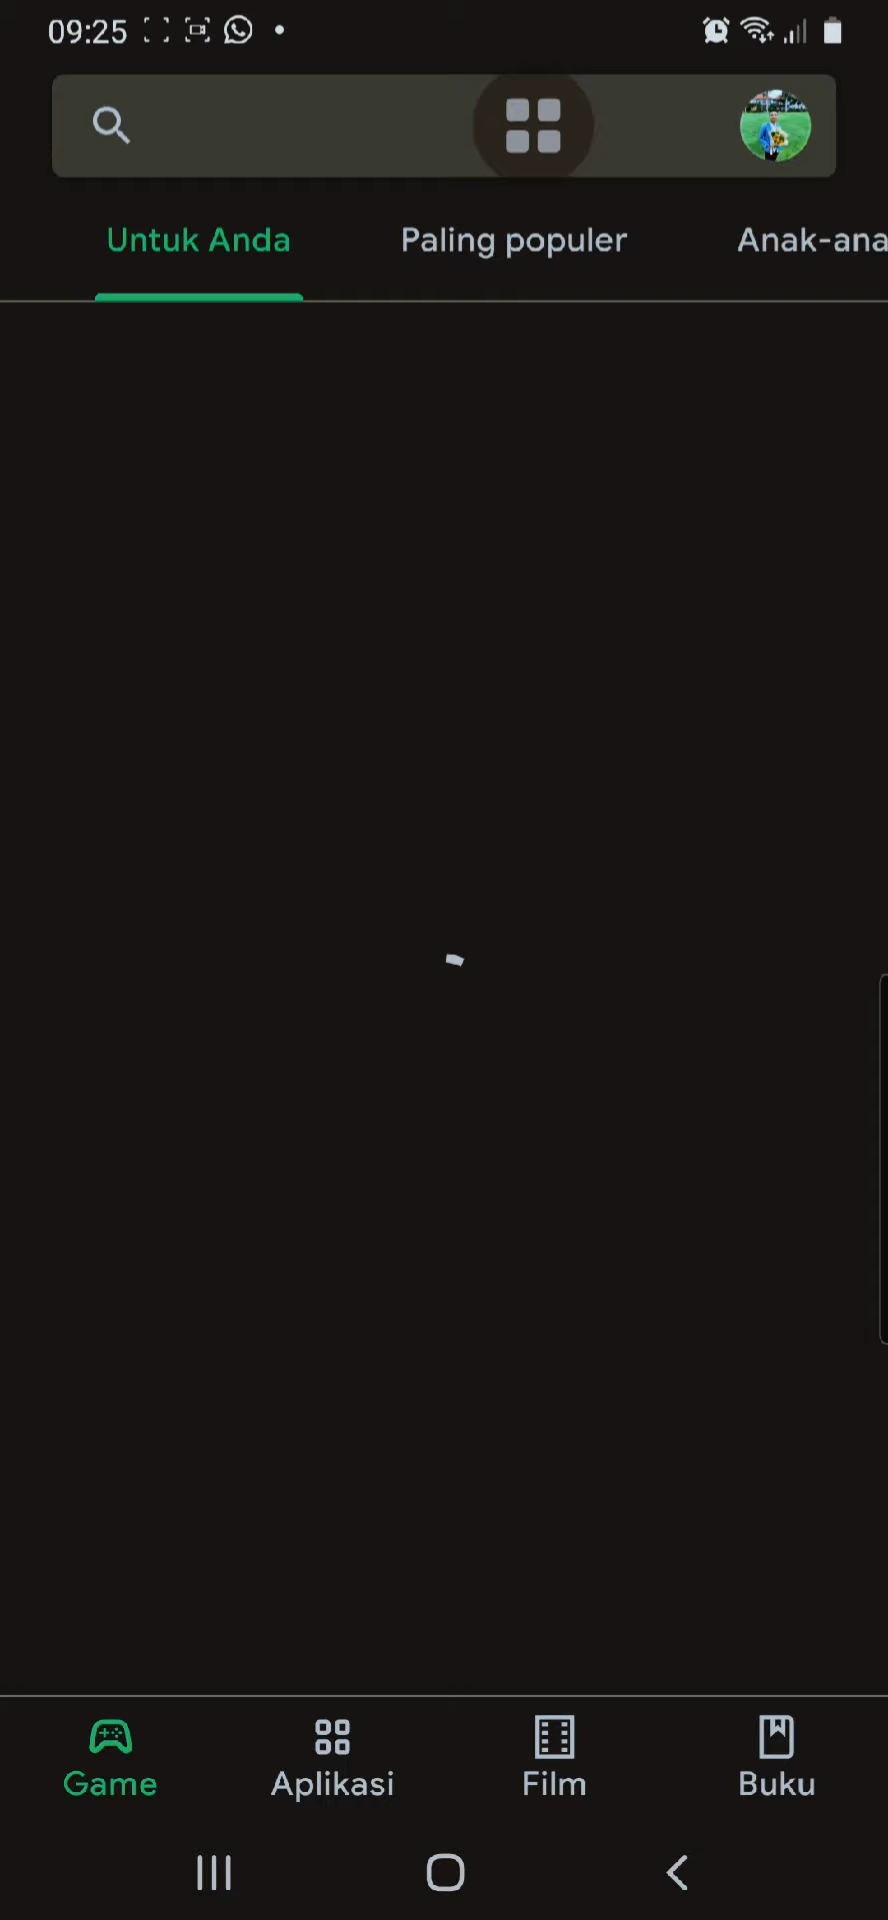 09:25
Untuk Anda
Paling populer
Anak-ana
Game
Aplikasi
Film
Buku